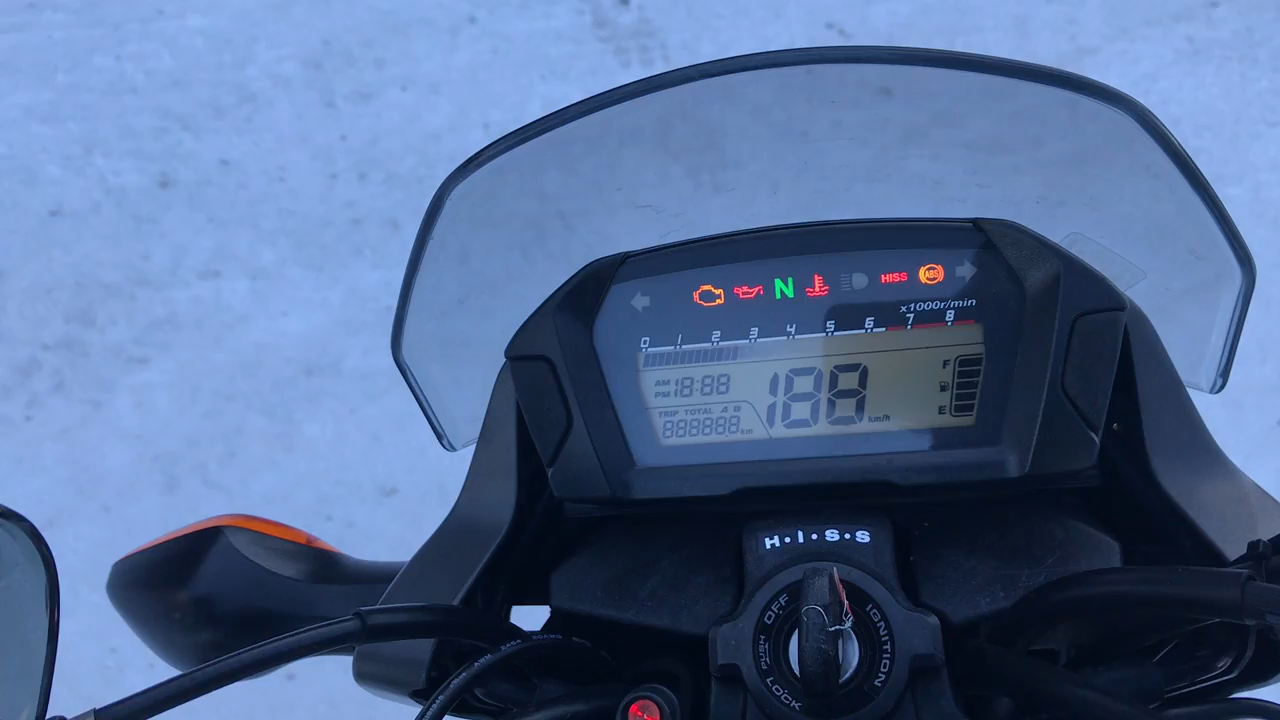 N HISS ABS
x1000r/min
0 1 2 3 4 5 6 7 8
AM
PM 18:88
188 km/h
F
E
TRIP TOTAL A B
888888 km
H·I·S·S
OFF
IGNITION
PUSH
LOCK